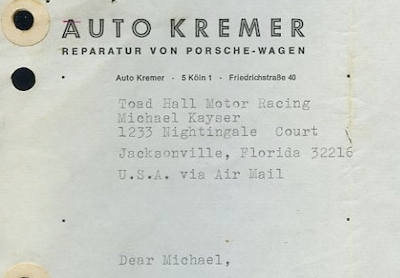 AUTO KREMER
REPARATUR VON PORSCHE-WAGEN
Auto Kremer · 5 Köln 1 · Friedrichstraße 40
Toad Hall Motor Racing
Michael Kayser
1233 Nightingale Court
Jacksonville, Florida 32216
U.S.A. via Air Mail
Dear Michael,